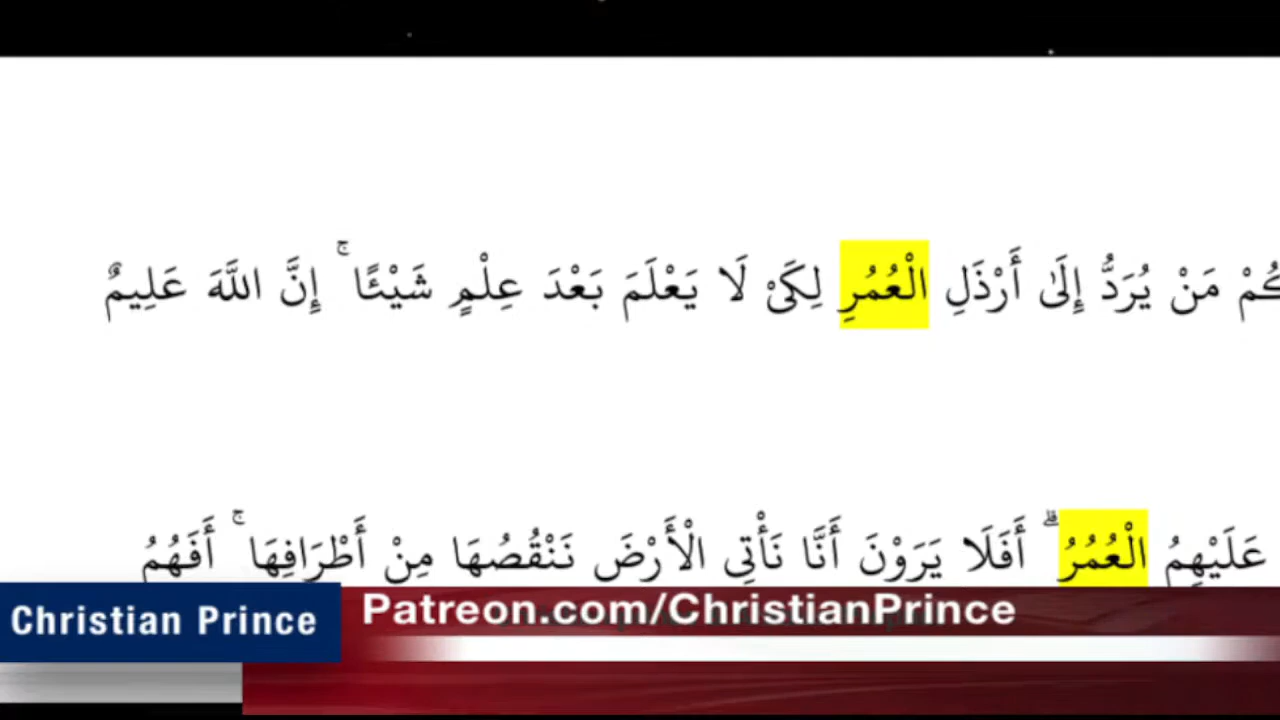 كُمْ مَنْ يُرَدُّ إِلَىٰ أَرْذَلِ الْعُمُرِ لِكَيْ لَا يَعْلَمَ بَعْدَ عِلْمٍ شَيْئًا ۚ إِنَّ اللَّهَ عَلِيمٌ
عَلَيْهِمُ الْعُمُرُ ۗ أَفَلَا يَرَوْنَ أَنَّا نَأْتِي الْأَرْضَ نَنْقُصُهَا مِنْ أَطْرَافِهَا ۚ أَفَهُمُ
Christian Prince
Patreon.com/ChristianPrince